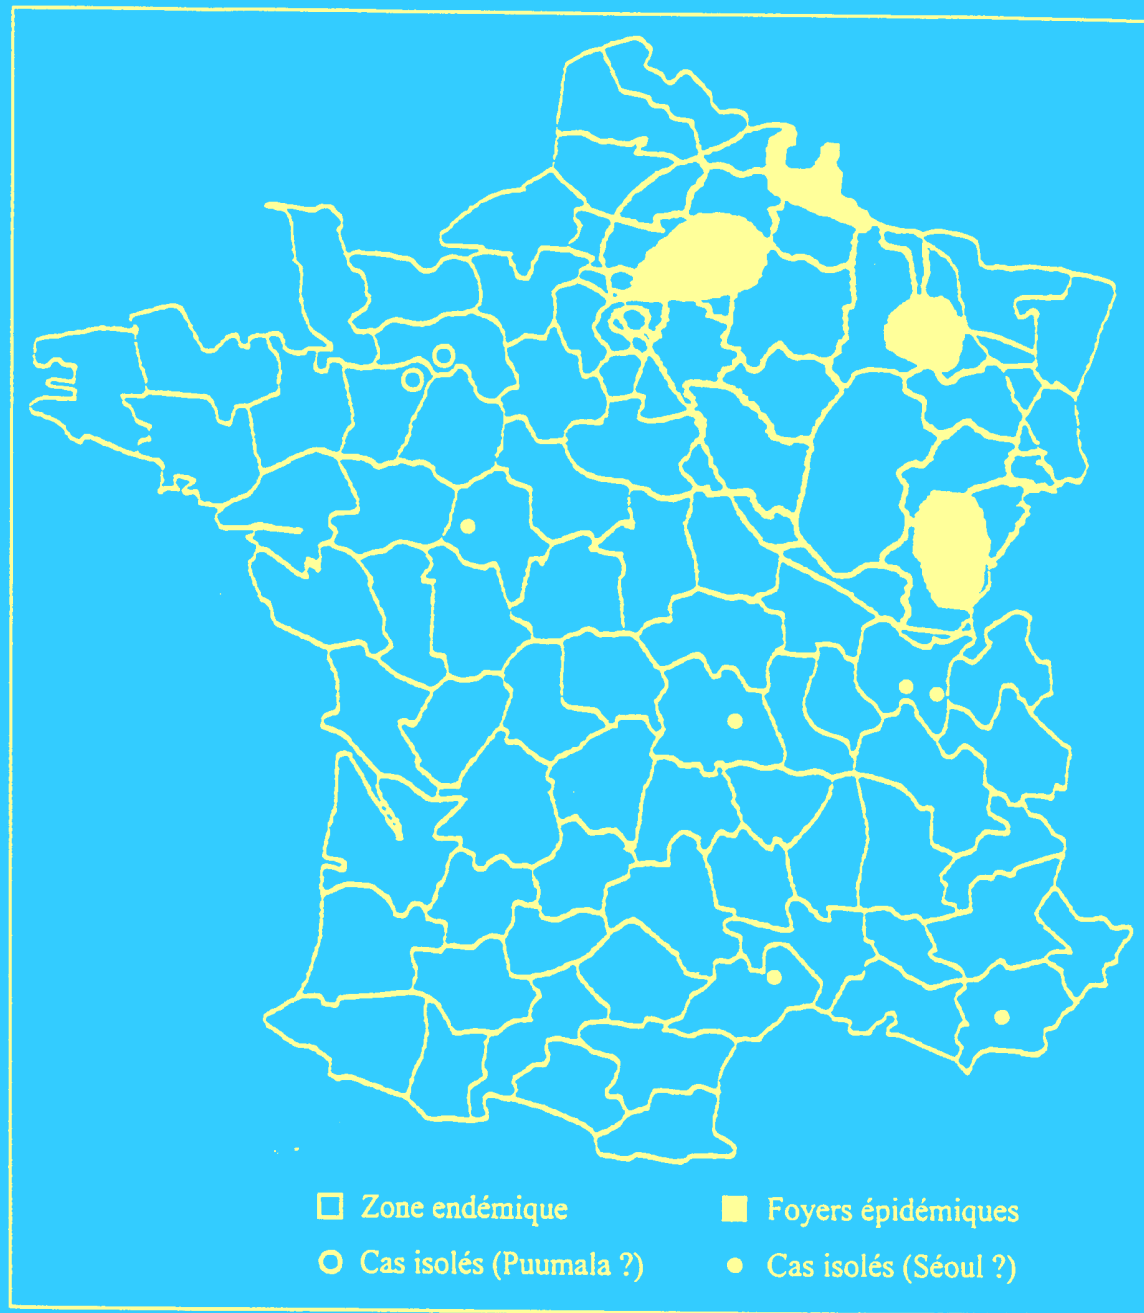 Zone endémique
Foyers épidémiques
Cas isolés (Puumala ?)
Cas isolés (Séoul ?)